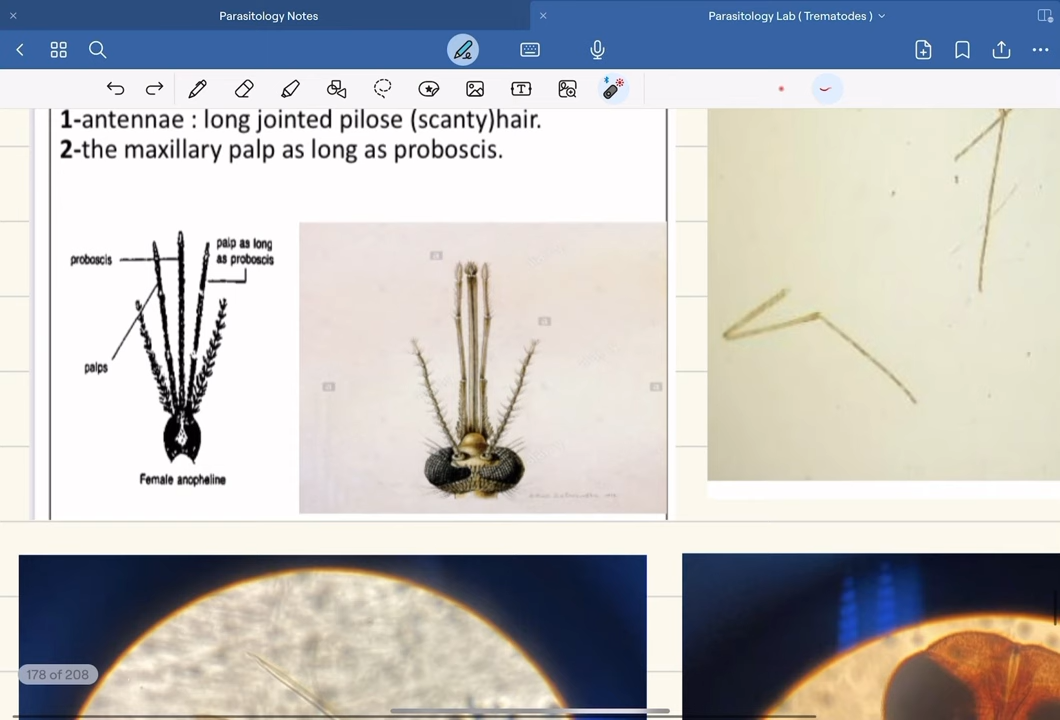 Parasitology Notes
Parasitology Lab ( Trematodes )
1-antennae : long jointed pilose (scanty)hair.
2-the maxillary palp as long as proboscis.
proboscis
palp as long
as proboscis
palps
Female anopheline
178 of 208